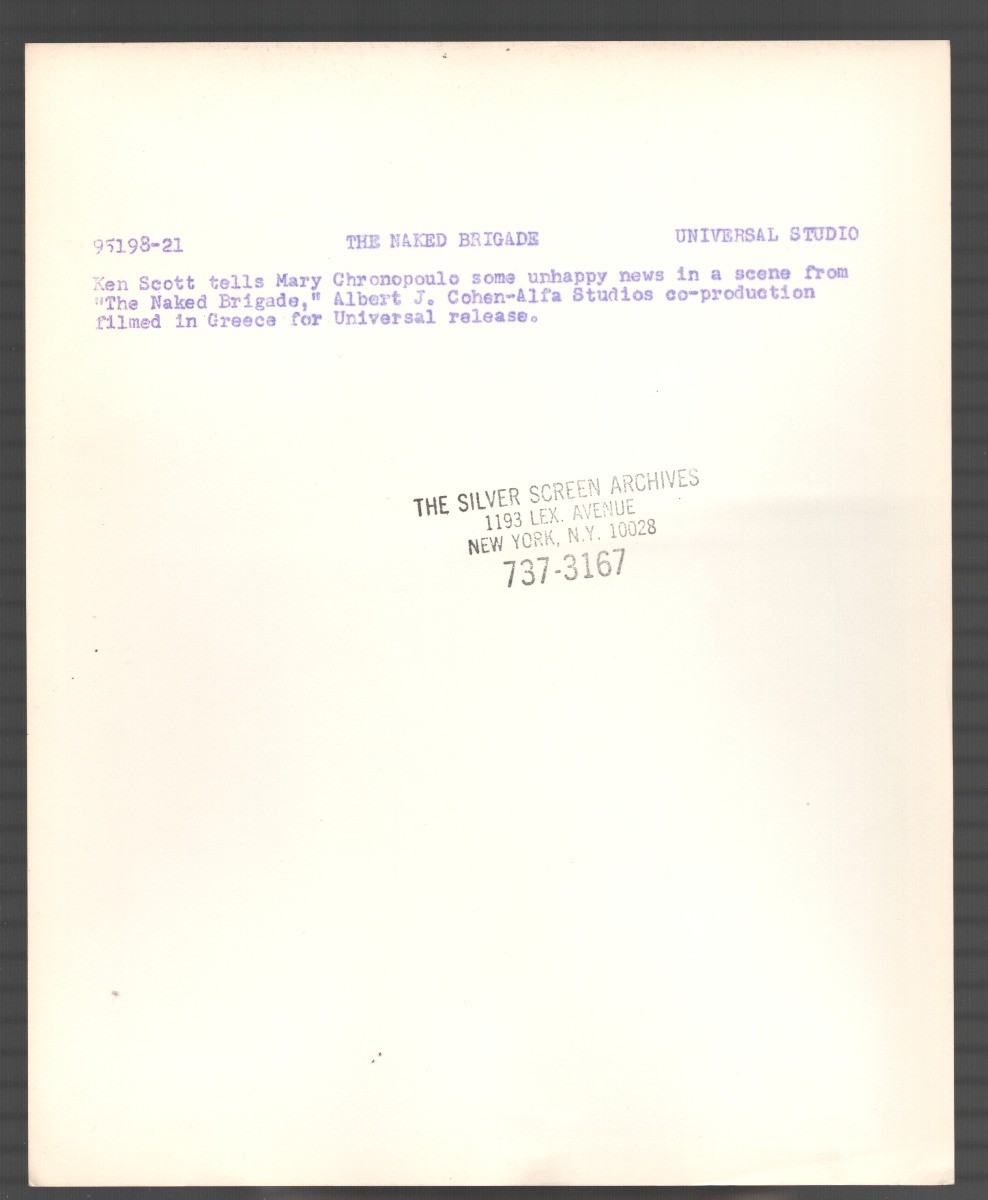 95198-21 THE NAKED BRIGADE UNIVERSAL STUDIO
Ken Scott tells Mary Chronopoulo some unhappy news in a scene from
"The Naked Brigade," Albert J. Cohen-Alfa Studios co-production
filmed in Greece for Universal release.
THE SILVER SCREEN ARCHIVES
1193 LEX. AVENUE
NEW YORK, N.Y. 10028
737-3167